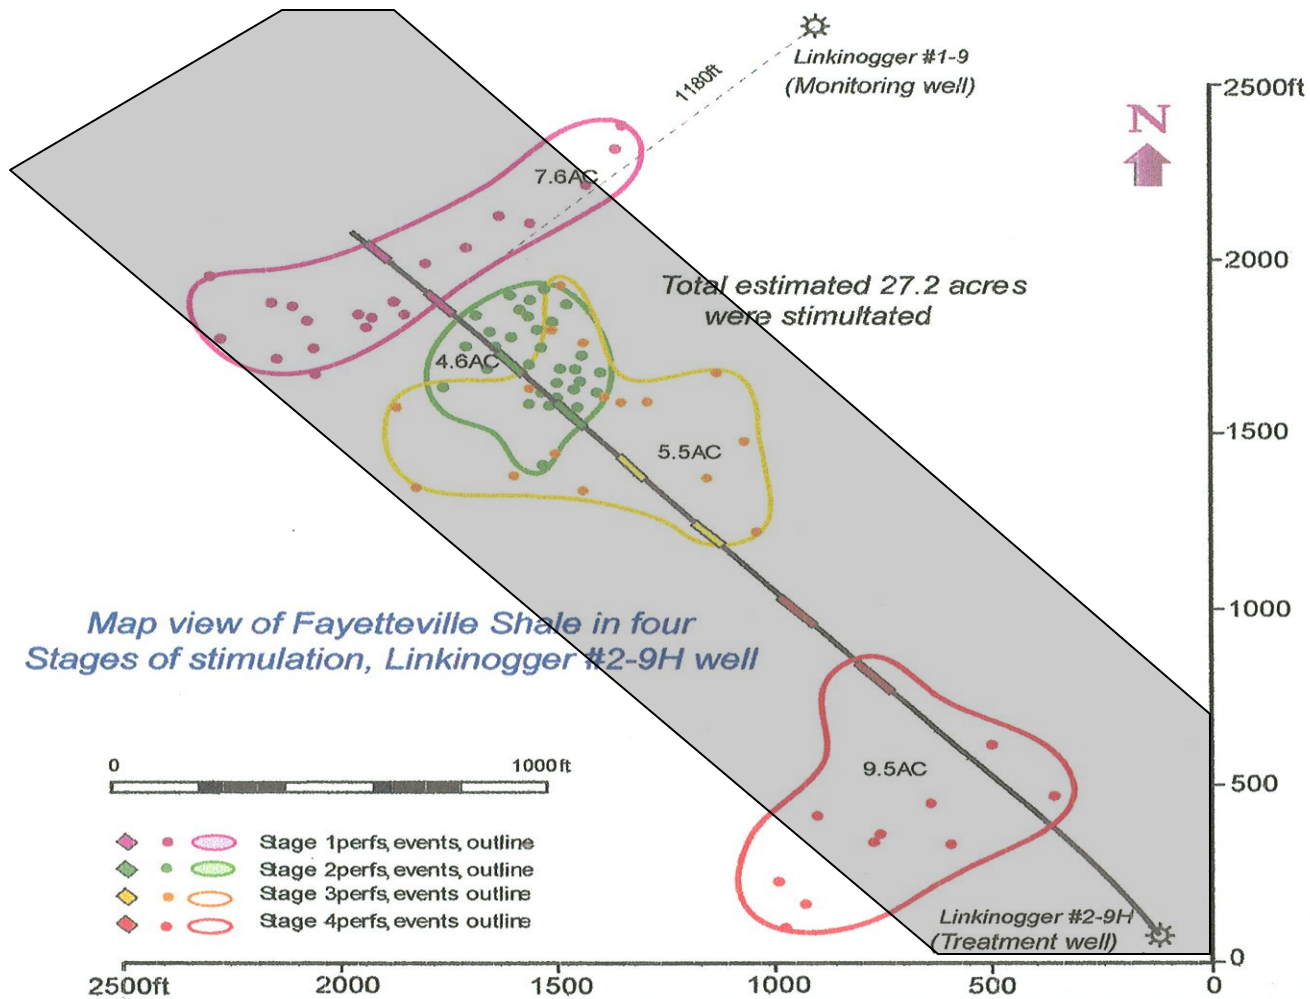 Linkinogger #1-9
(Monitoring well)
1180ft
2500ft
N
7.6AC
2000
Total estimated 27.2 acres
were stimultated
4.6AC
1500
5.5AC
1000
Map view of Fayetteville Shale in four
Stages of stimulation, Linkinogger #2-9H well
0 1000ft
9.5AC
500
Stage 1perfs, events, outline
Stage 2perfs, events, outline
Stage 3perfs, events, outline
Stage 4perfs, events, outline
Linkinogger #2-9H
(Treatment well)
0
2500ft 2000 1500 1000 500 0